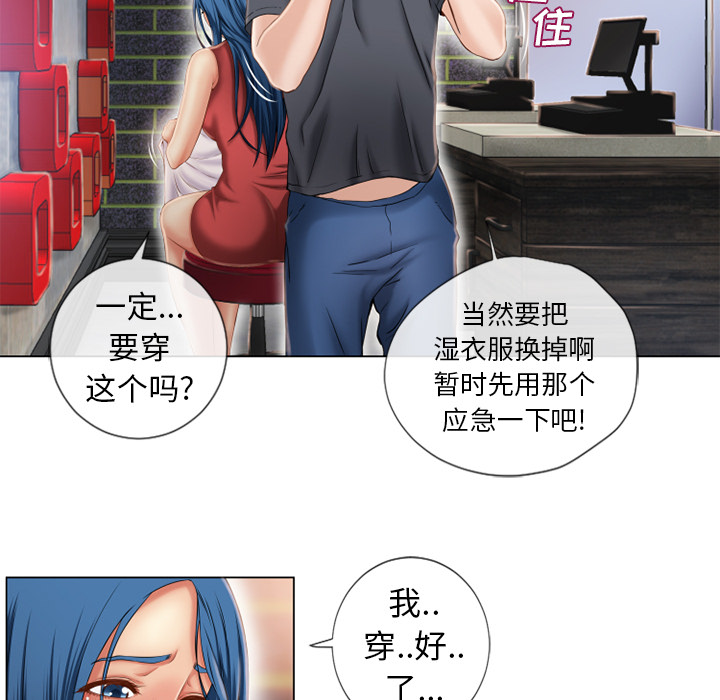 住
一定...
要穿
这个吗?
当然要把
湿衣服换掉啊
暂时先用那个
应急一下吧!
我..
穿..好..
了...